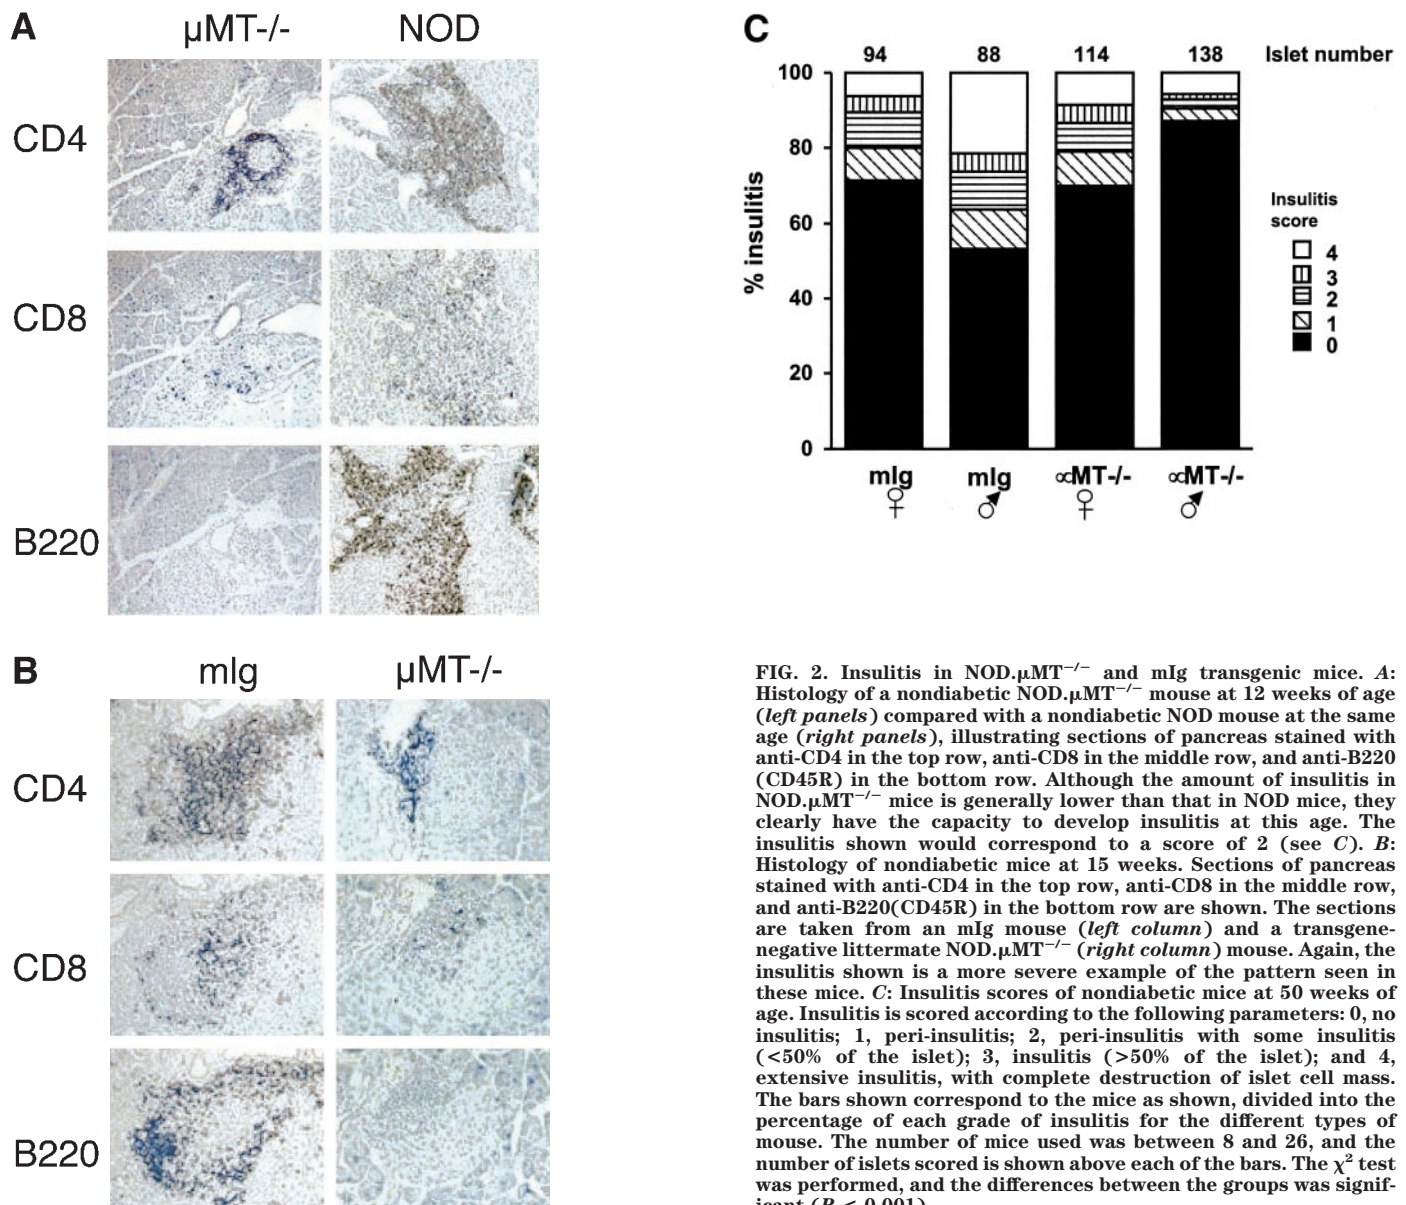 A
µMT-/- NOD
CD4
CD8
B220
B
mIg µMT-/-
CD4
CD8
B220
C
94 88 114 138 Islet number
100
80
60
40
20
0
% insulitis
Insulitis
score
4
3
2
1
0
mIg mIg ∝MT-/- ∝MT-/-
♀ ♂ ♀ ♂
FIG. 2. Insulitis in NOD.µMT−/− and mIg transgenic mice. A:
Histology of a nondiabetic NOD.µMT−/− mouse at 12 weeks of age
(left panels) compared with a nondiabetic NOD mouse at the same
age (right panels), illustrating sections of pancreas stained with
anti-CD4 in the top row, anti-CD8 in the middle row, and anti-B220
(CD45R) in the bottom row. Although the amount of insulitis in
NOD.µMT−/− mice is generally lower than that in NOD mice, they
clearly have the capacity to develop insulitis at this age. The
insulitis shown would correspond to a score of 2 (see C). B:
Histology of nondiabetic mice at 15 weeks. Sections of pancreas
stained with anti-CD4 in the top row, anti-CD8 in the middle row,
and anti-B220(CD45R) in the bottom row are shown. The sections
are taken from an mIg mouse (left column) and a transgene-
negative littermate NOD.µMT−/− (right column) mouse. Again, the
insulitis shown is a more severe example of the pattern seen in
these mice. C: Insulitis scores of nondiabetic mice at 50 weeks of
age. Insulitis is scored according to the following parameters: 0, no
insulitis; 1, peri-insulitis; 2, peri-insulitis with some insulitis
(<50% of the islet); 3, insulitis (>50% of the islet); and 4,
extensive insulitis, with complete destruction of islet cell mass.
The bars shown correspond to the mice as shown, divided into the
percentage of each grade of insulitis for the different types of
mouse. The number of mice used was between 8 and 26, and the
number of islets scored is shown above each of the bars. The χ² test
was performed, and the differences between the groups was signif-
icant (P < 0.001)